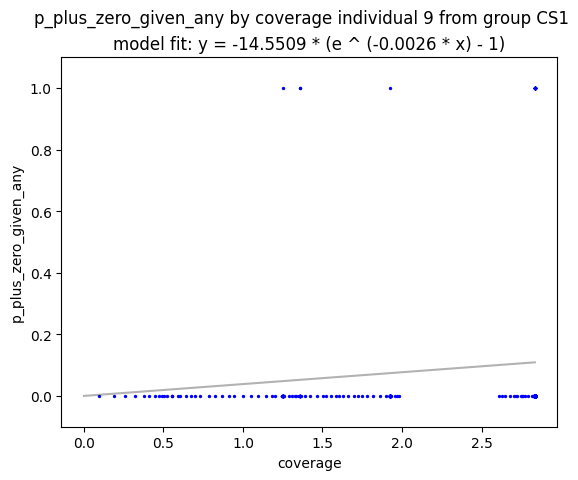 p_plus_zero_given_any by coverage individual 9 from group CS1
model fit: y = -14.5509 * (e ^ (-0.0026 * x) - 1)
1.0
0.8
0.6
0.4
0.2
0.0
p_plus_zero_given_any
0.0 0.5 1.0 1.5 2.0 2.5
coverage